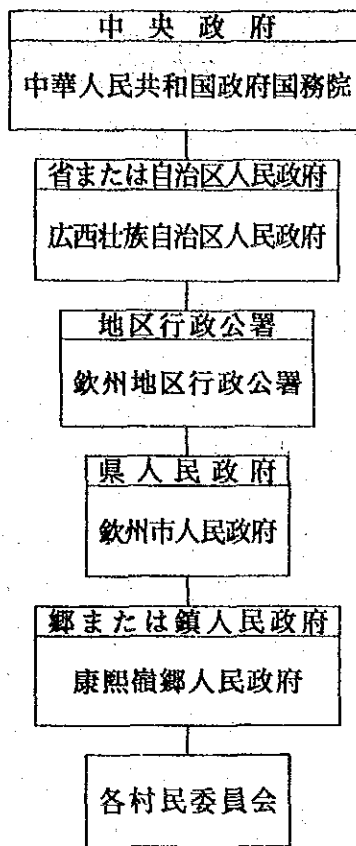 中央政府
中華人民共和国政府国務院
省または自治区人民政府
広西壮族自治区人民政府
地区行政公署
欽州地区行政公署
県人民政府
欽州市人民政府
郷または鎮人民政府
康熙嶺郷人民政府
各村民委員会